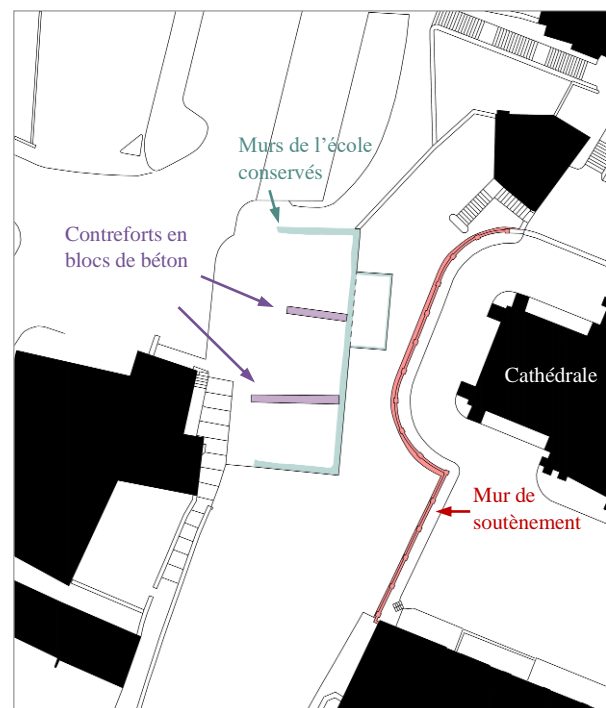 Murs de l'école
conservés
Contreforts en
blocs de béton
Cathédrale
Mur de
soutènement